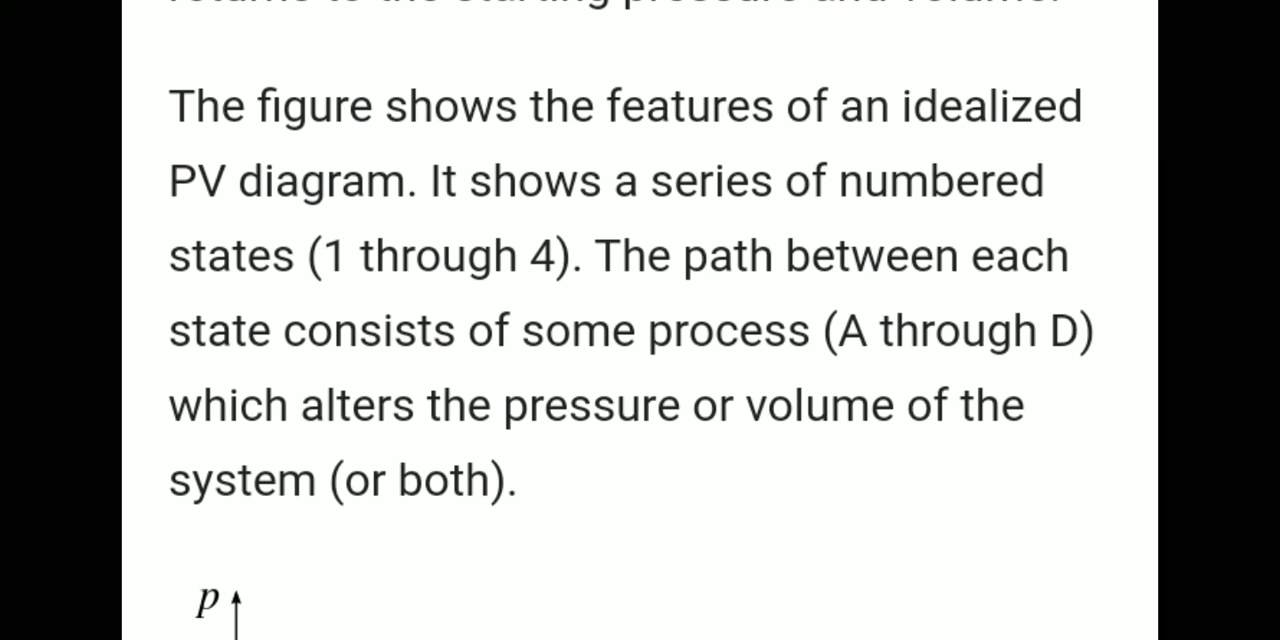 The figure shows the features of an idealized
PV diagram. It shows a series of numbered
states (1 through 4). The path between each
state consists of some process (A through D)
which alters the pressure or volume of the
system (or both).
p